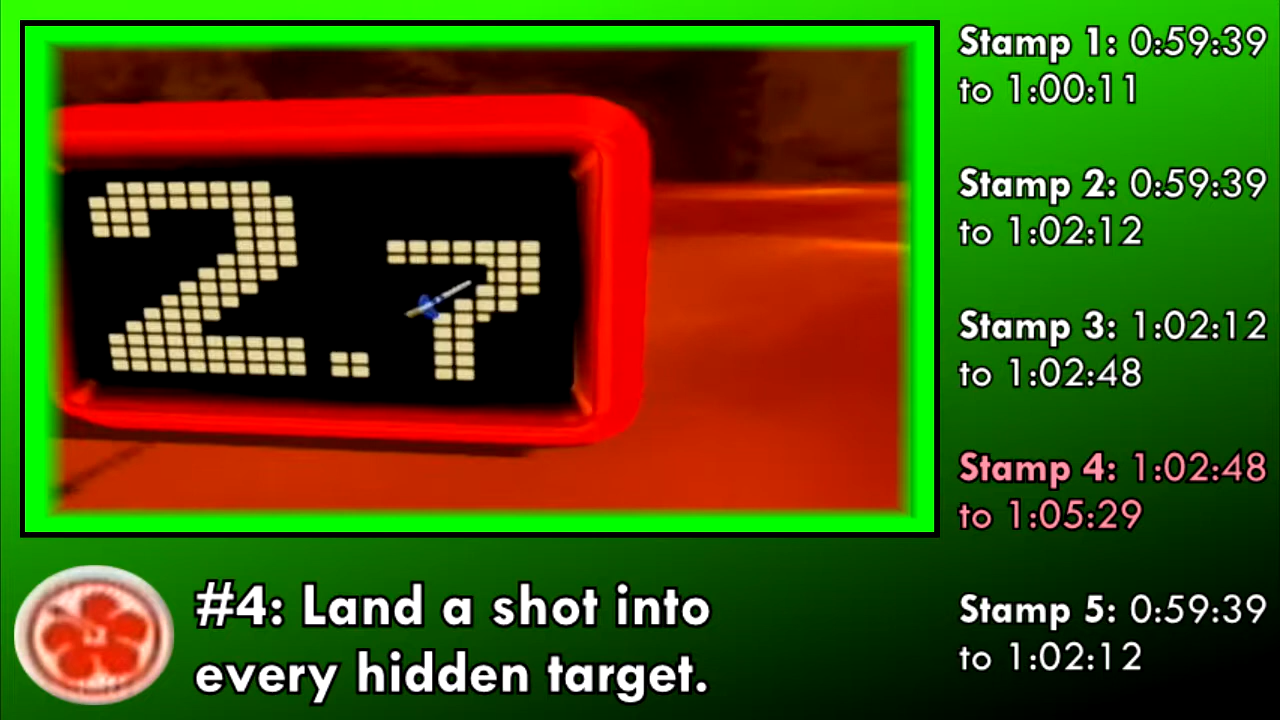 2.7
Stamp 1: 0:59:39
to 1:00:11
Stamp 2: 0:59:39
to 1:02:12
Stamp 3: 1:02:12
to 1:02:48
Stamp 4: 1:02:48
to 1:05:29
Stamp 5: 0:59:39
to 1:02:12
#4: Land a shot into
every hidden target.